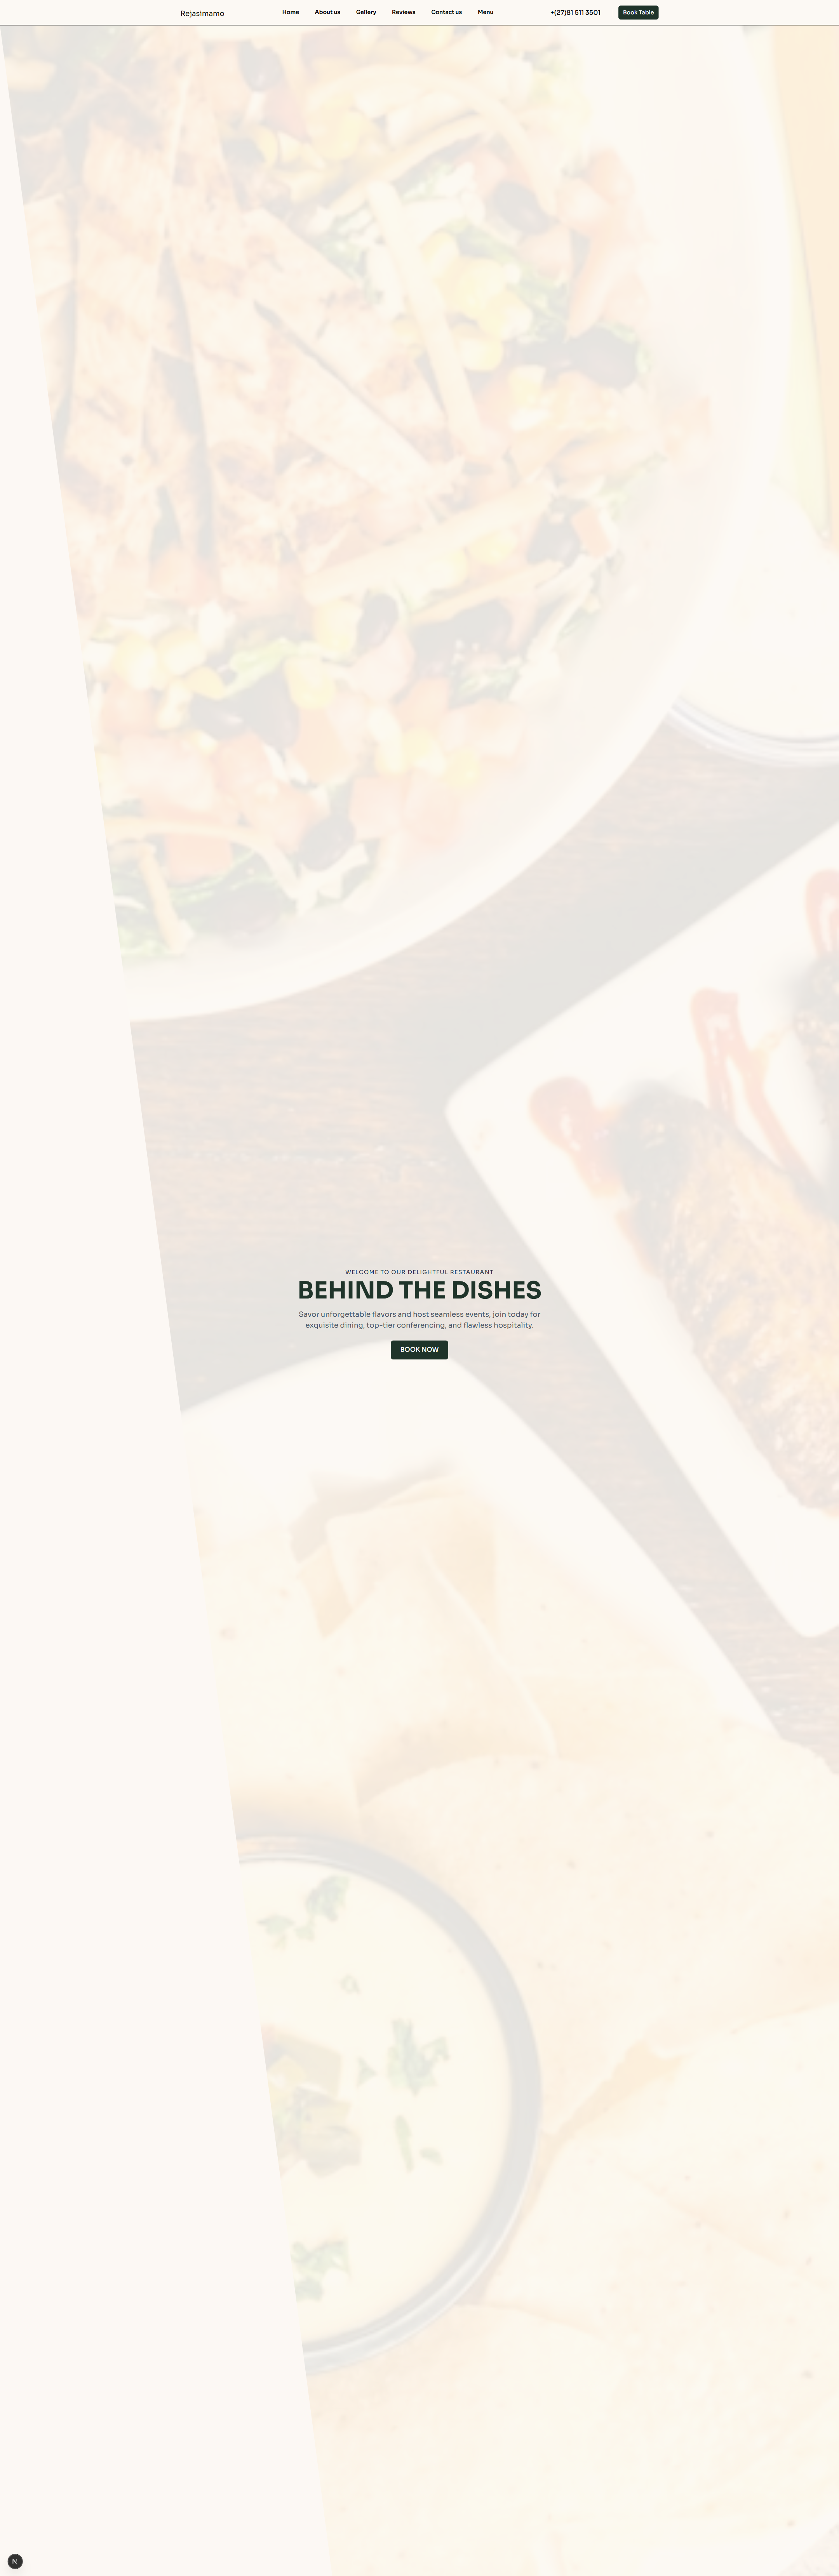 Rejasimamo
Home About us Gallery Reviews Contact us Menu
+(27)81 511 3501
Book Table
WELCOME TO OUR DELIGHTFUL RESTAURANT
BEHIND THE DISHES
Savor unforgettable flavors and host seamless events, join today for
exquisite dining, top-tier conferencing, and flawless hospitality.
BOOK NOW
N